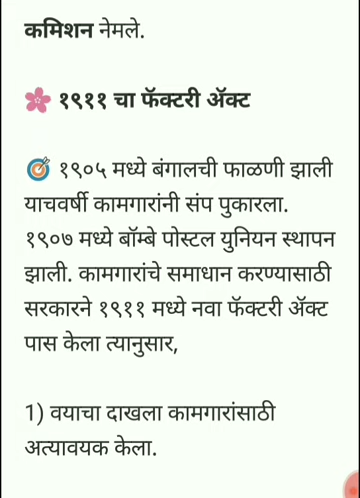 कमिशन नेमले.
१९११ चा फॅक्टरी ॲक्ट
१९०५ मध्ये बंगालची फाळणी झाली
याचवर्षी कामगारांनी संप पुकारला.
१९०७ मध्ये बॉम्बे पोस्टल युनियन स्थापन
झाली. कामगारांचे समाधान करण्यासाठी
सरकारने १९११ मध्ये नवा फॅक्टरी ॲक्ट
पास केला त्यानुसार,
1) वयाचा दाखला कामगारांसाठी
अत्यावयक केला.